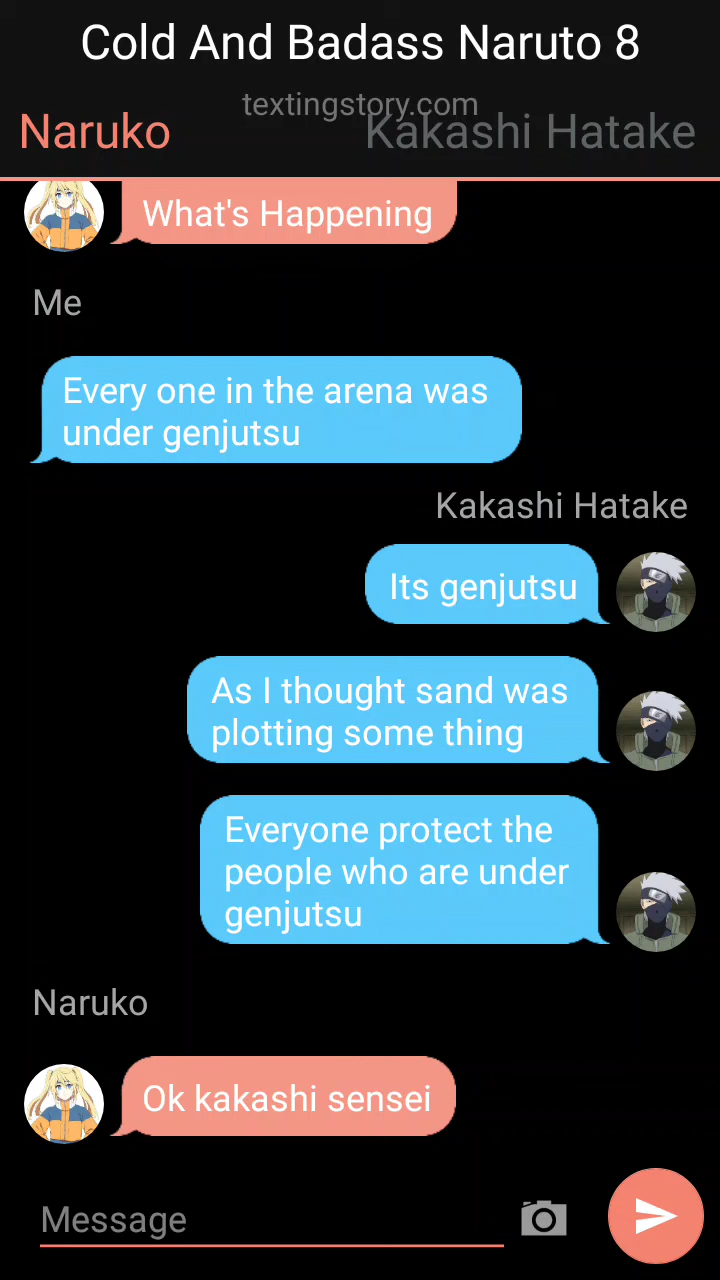 Cold And Badass Naruto 8
textingstory.com
Naruko
Kakashi Hatake
What's Happening
Me
Every one in the arena was
under genjutsu
Kakashi Hatake
Its genjutsu
As I thought sand was
plotting some thing
Everyone protect the
people who are under
genjutsu
Naruko
Ok kakashi sensei
Message